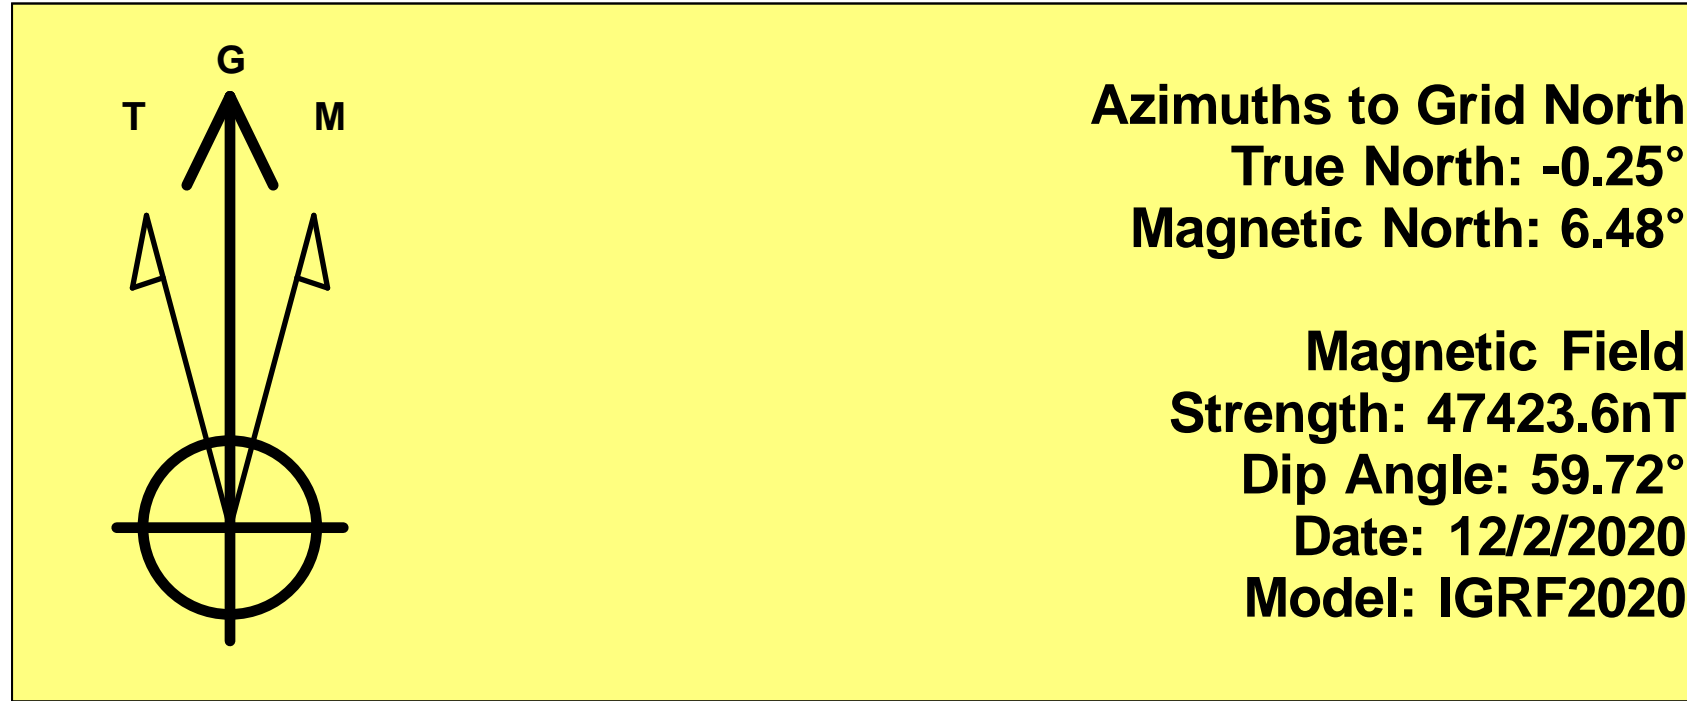 G
T M
Azimuths to Grid North
True North: -0.25°
Magnetic North: 6.48°
Magnetic Field
Strength: 47423.6nT
Dip Angle: 59.72°
Date: 12/2/2020
Model: IGRF2020